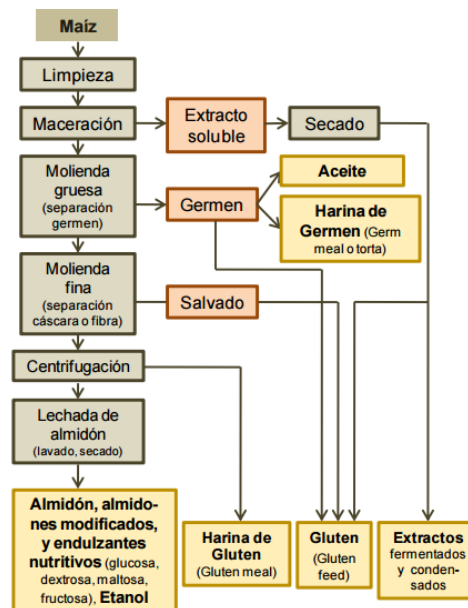 Maíz
Limpieza
Maceración
Extracto
soluble
Secado
Molienda
gruesa
(separación
germen)
Germen
Aceite
Harina de
Germen (Germ
meal o torta)
Molienda
fina
(separación
cáscara o fibra)
Salvado
Centrifugación
Lechada de
almidón
(lavado, secado)
Almidón, almido-
nes modificados,
y endulzantes
nutritivos (glucosa,
dextrosa, maltosa,
fructosa), Etanol
Harina de
Gluten
(Gluten meal)
Gluten
(Gluten
feed)
Extractos
fermentados
y conden-
sados